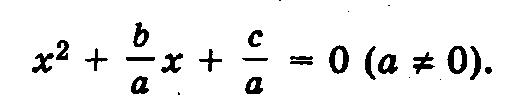 x² + b/a x + c/a = 0 (a ≠ 0).